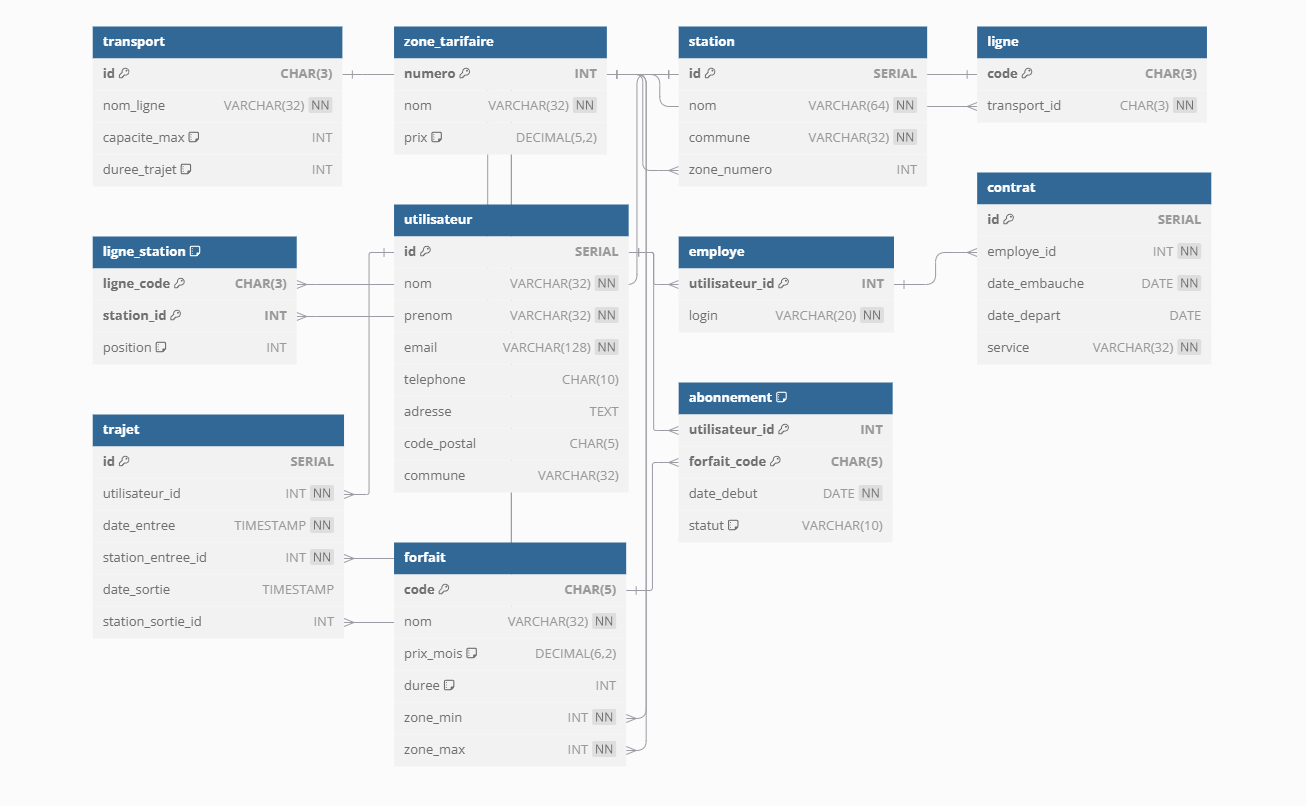 transport
id CHAR(3)
nom_ligne VARCHAR(32) NN
capacite_max INT
duree_trajet INT
zone_tarifaire
numero INT
nom VARCHAR(32) NN
prix DECIMAL(5,2)
station
id SERIAL
nom VARCHAR(64) NN
commune VARCHAR(32) NN
zone_numero INT
ligne
code CHAR(3)
transport_id CHAR(3) NN
contrat
id SERIAL
employe_id INT NN
date_embauche DATE NN
date_depart DATE
service VARCHAR(32) NN
ligne_station
ligne_code CHAR(3)
station_id INT
position INT
utilisateur
id SERIAL
nom VARCHAR(32) NN
prenom VARCHAR(32) NN
email VARCHAR(128) NN
telephone CHAR(10)
adresse TEXT
code_postal CHAR(5)
commune VARCHAR(32)
employe
utilisateur_id INT
login VARCHAR(20) NN
abonnement
utilisateur_id INT
forfait_code CHAR(5)
date_debut DATE NN
statut VARCHAR(10)
trajet
id SERIAL
utilisateur_id INT NN
date_entree TIMESTAMP NN
station_entree_id INT NN
date_sortie TIMESTAMP
station_sortie_id INT
forfait
code CHAR(5)
nom VARCHAR(32) NN
prix_mois DECIMAL(6,2)
duree INT
zone_min INT NN
zone_max INT NN